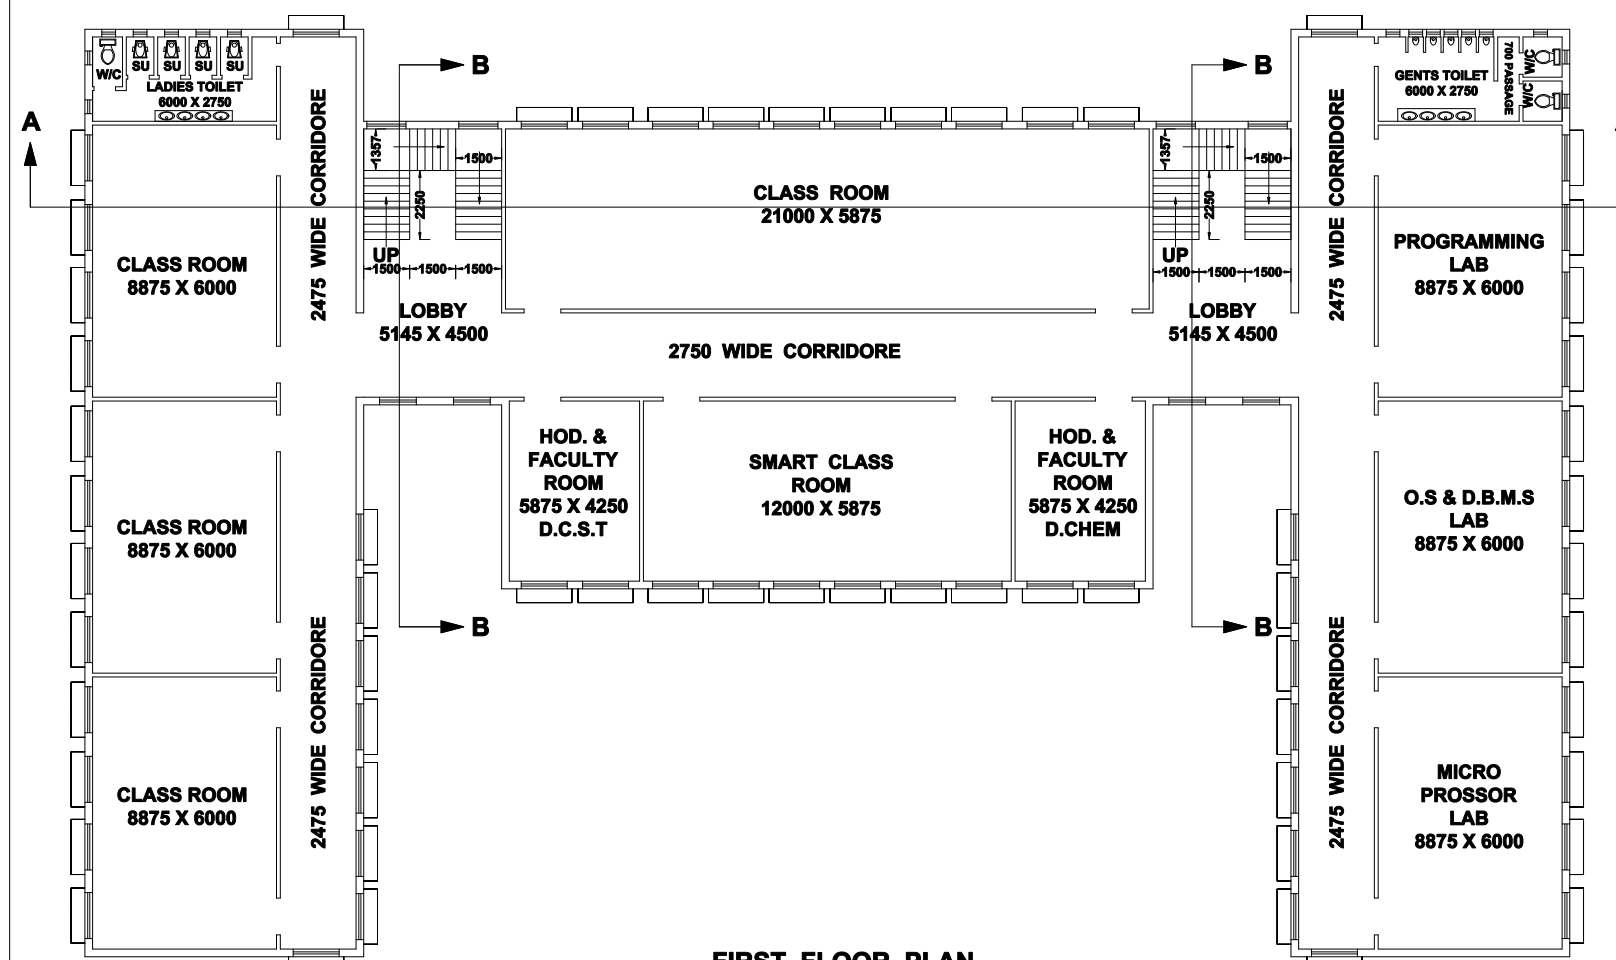 W/C
SU
SU
SU
SU
LADIES TOILET
6000 X 2750
A
2475 WIDE CORRIDORE
B
1357
1500
2250
UP
1500
1500
1500
LOBBY
5145 X 4500
CLASS ROOM
8875 X 6000
CLASS ROOM
21000 X 5875
2750 WIDE CORRIDORE
B
1357
1500
2250
UP
1500
1500
1500
LOBBY
5145 X 4500
2475 WIDE CORRIDORE
GENTS TOILET
6000 X 2750
700 PASSAGE
W/C
W/C
PROGRAMMING
LAB
8875 X 6000
CLASS ROOM
8875 X 6000
HOD. &
FACULTY
ROOM
5875 X 4250
D.C.S.T
SMART CLASS
ROOM
12000 X 5875
HOD. &
FACULTY
ROOM
5875 X 4250
D.CHEM
O.S & D.B.M.S
LAB
8875 X 6000
B
B
2475 WIDE CORRIDORE
2475 WIDE CORRIDORE
CLASS ROOM
8875 X 6000
MICRO
PROSSOR
LAB
8875 X 6000
FIRST FLOOR PLAN